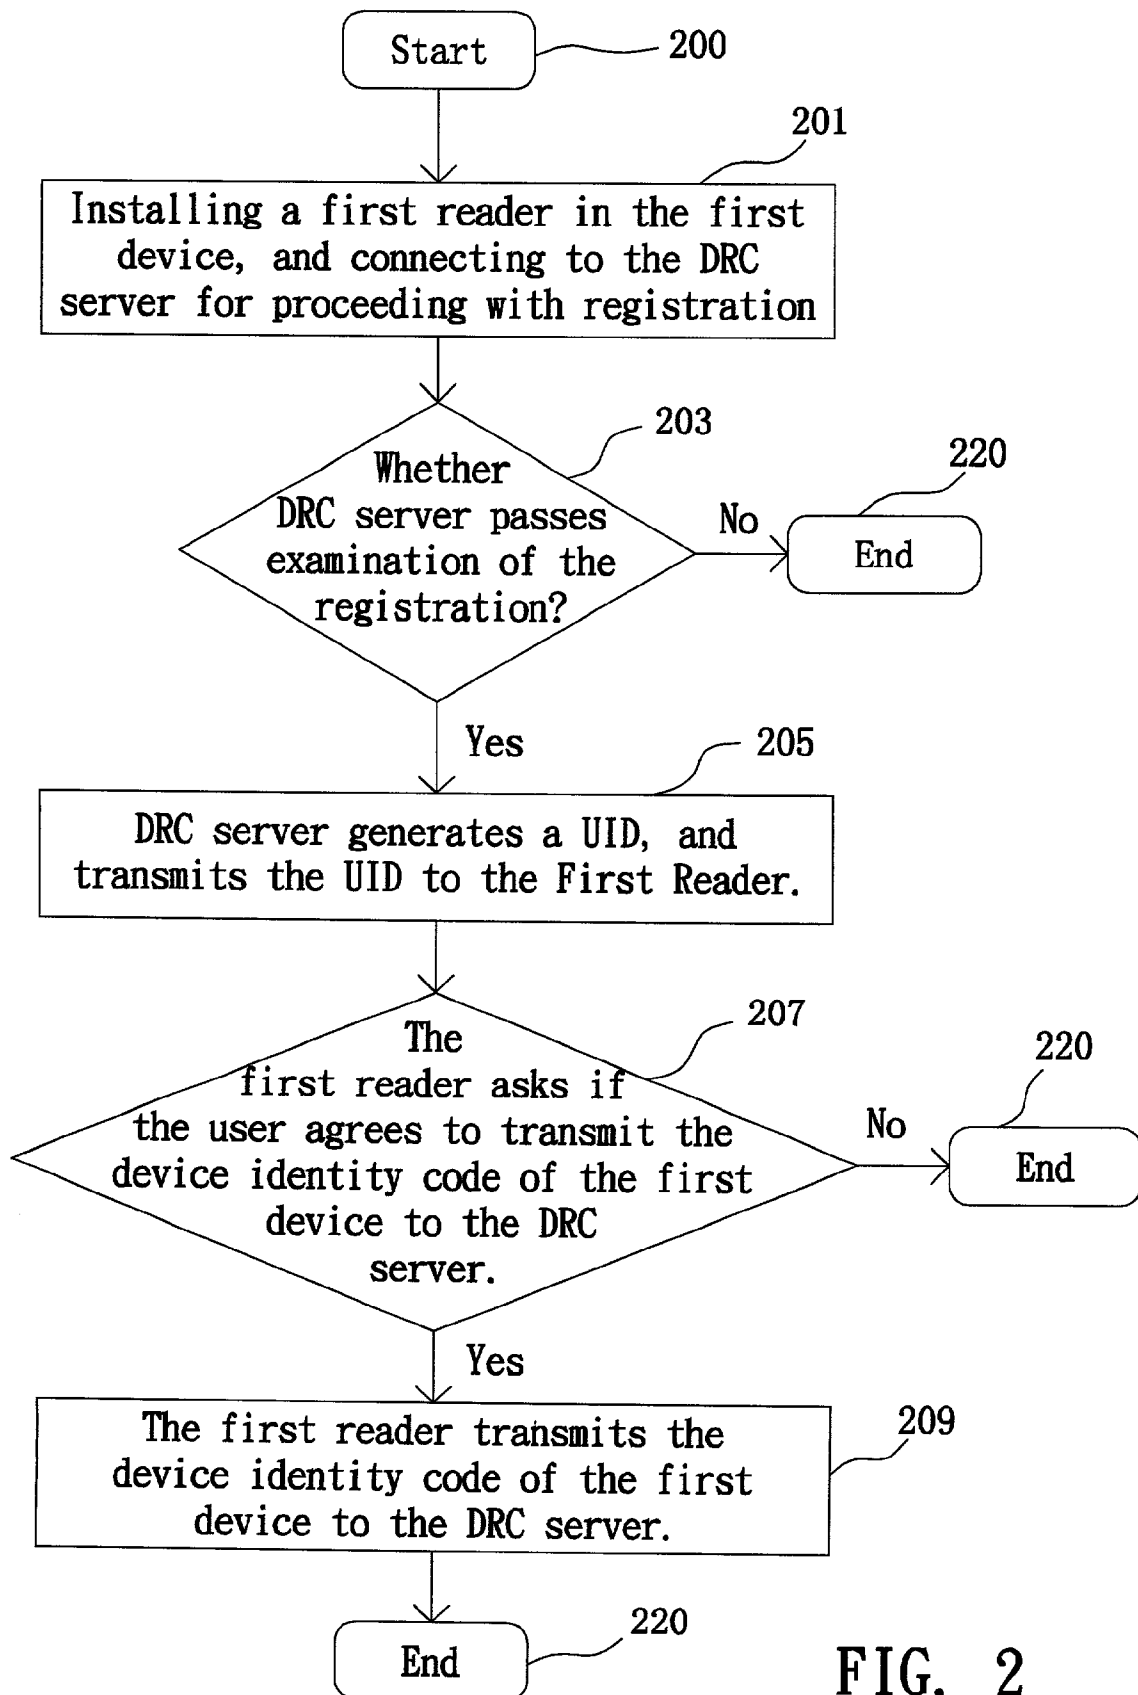 Start
200
201
Installing a first reader in the first
device, and connecting to the DRC
server for proceeding with registration
203
Whether
DRC server passes
examination of the
registration?
No
220
End
Yes
205
DRC server generates a UID, and
transmits the UID to the First Reader.
207
The
first reader asks if
the user agrees to transmit the
device identity code of the first
device to the DRC
server.
No
220
End
Yes
209
The first reader transmits the
device identity code of the first
device to the DRC server.
220
End
FIG. 2